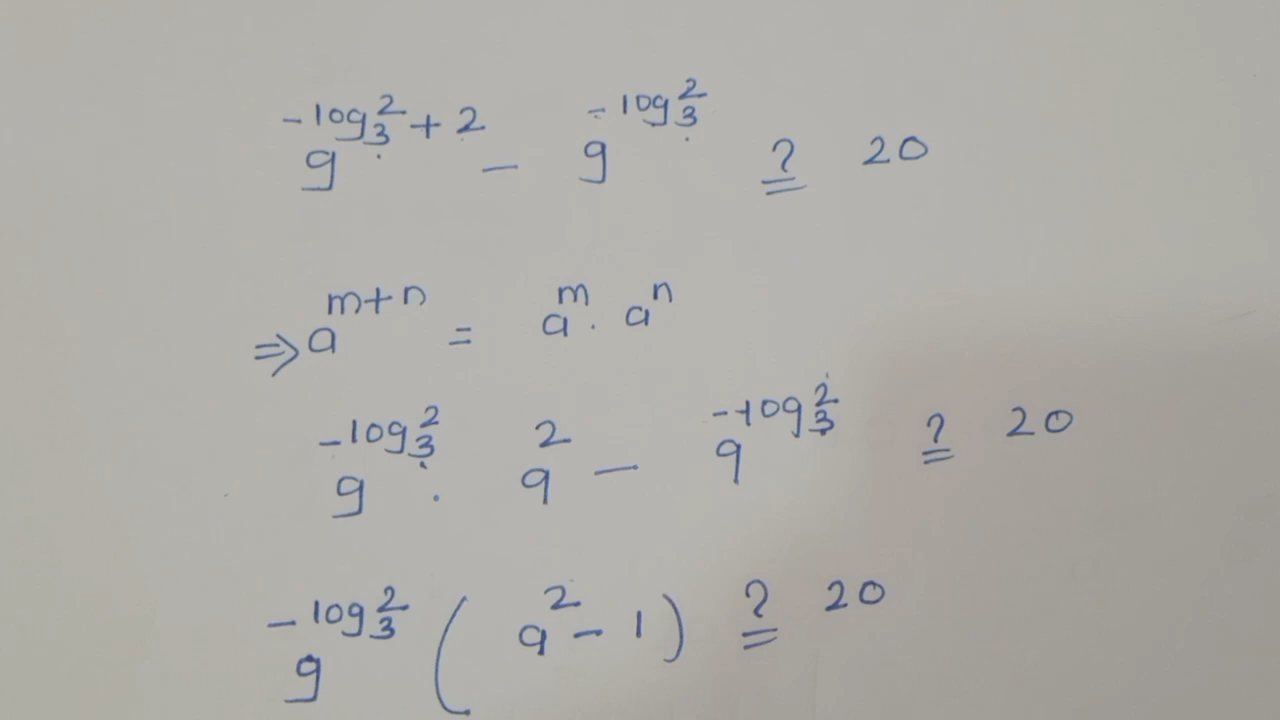 9^(-log_3^2 + 2) - 9^(-log_3^2) ≟ 20
⇒ a^(m+n) = a^m . a^n
9^(-log_3^2) . 9^2 - 9^(-log_3^2) ≟ 20
9^(-log_3^2) ( 9^2 - 1 ) ≟ 20